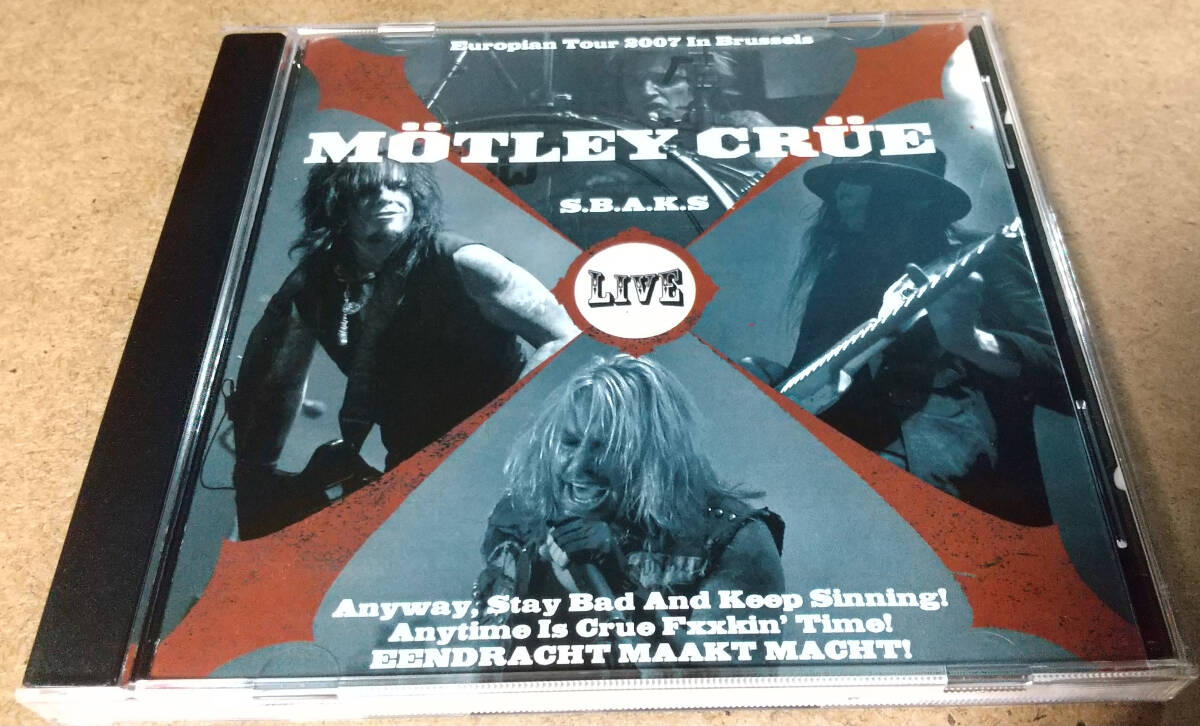 Europian Tour 2007 In Brussels
MÖTLEY CRÜE
S.B.A.K.S
LIVE
Anyway, Stay Bad And Keep Sinning!
Anytime Is Crue Fxxkin' Time!
EENDRACHT MAAKT MACHT!